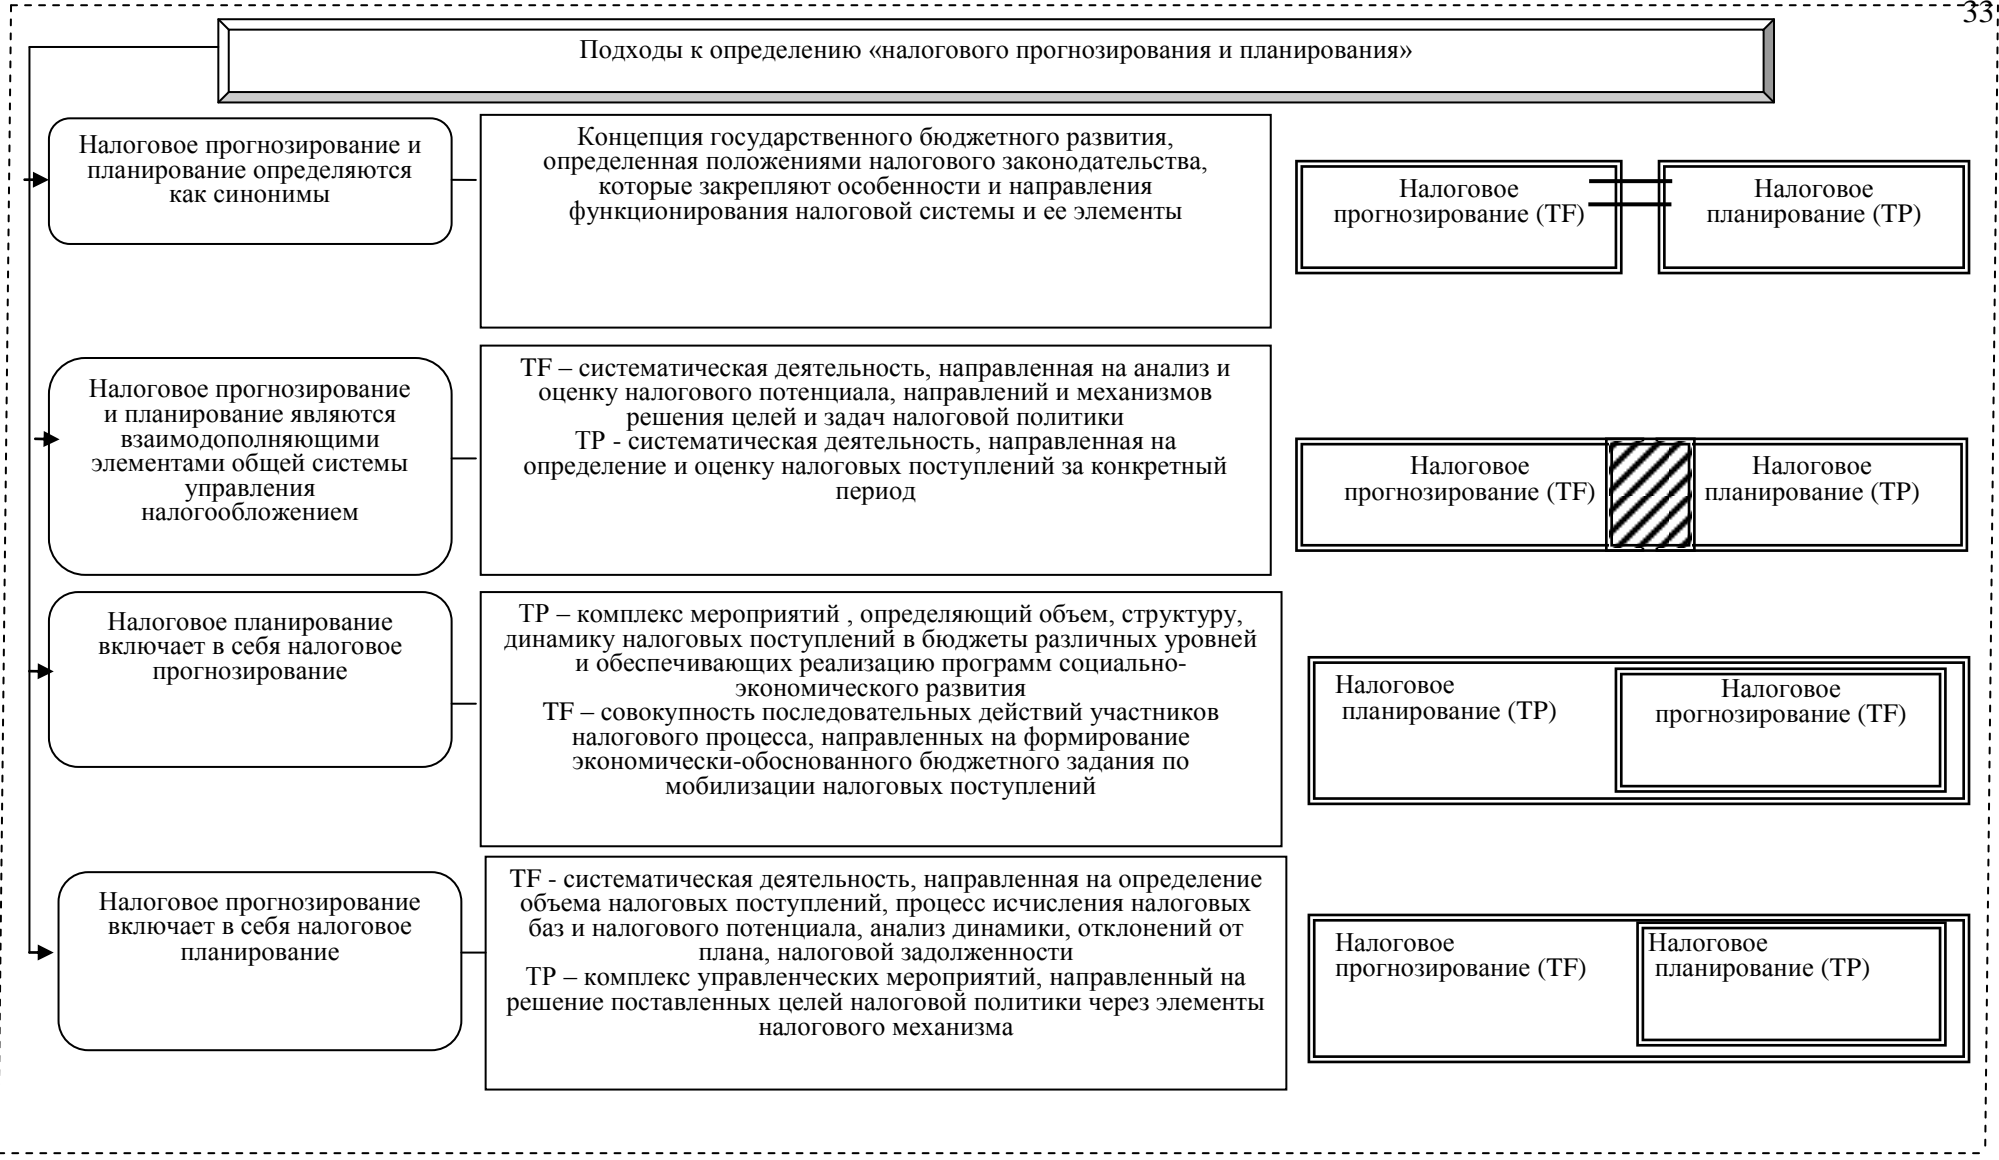 33
Подходы к определению «налогового прогнозирования и планирования»
Налоговое прогнозирование и
планирование определяются
как синонимы
Концепция государственного бюджетного развития,
определенная положениями налогового законодательства,
которые закрепляют особенности и направления
функционирования налоговой системы и ее элементы
Налоговое
прогнозирование (TF)
Налоговое
планирование (TP)
Налоговое прогнозирование
и планирование являются
взаимодополняющими
элементами общей системы
управления
налогообложением
TF – систематическая деятельность, направленная на анализ и
оценку налогового потенциала, направлений и механизмов
решения целей и задач налоговой политики
TP - систематическая деятельность, направленная на
определение и оценку налоговых поступлений за конкретный
период
Налоговое
прогнозирование (TF)
Налоговое
планирование (TP)
Налоговое планирование
включает в себя налоговое
прогнозирование
TP – комплекс мероприятий , определяющий объем, структуру,
динамику налоговых поступлений в бюджеты различных уровней
и обеспечивающих реализацию программ социально-
экономического развития
TF – совокупность последовательных действий участников
налогового процесса, направленных на формирование
экономически-обоснованного бюджетного задания по
мобилизации налоговых поступлений
Налоговое
планирование (TP)
Налоговое
прогнозирование (TF)
Налоговое прогнозирование
включает в себя налоговое
планирование
TF - систематическая деятельность, направленная на определение
объема налоговых поступлений, процесс исчисления налоговых
баз и налогового потенциала, анализ динамики, отклонений от
плана, налоговой задолженности
TP – комплекс управленческих мероприятий, направленный на
решение поставленных целей налоговой политики через элементы
налогового механизма
Налоговое
прогнозирование (TF)
Налоговое
планирование (TP)